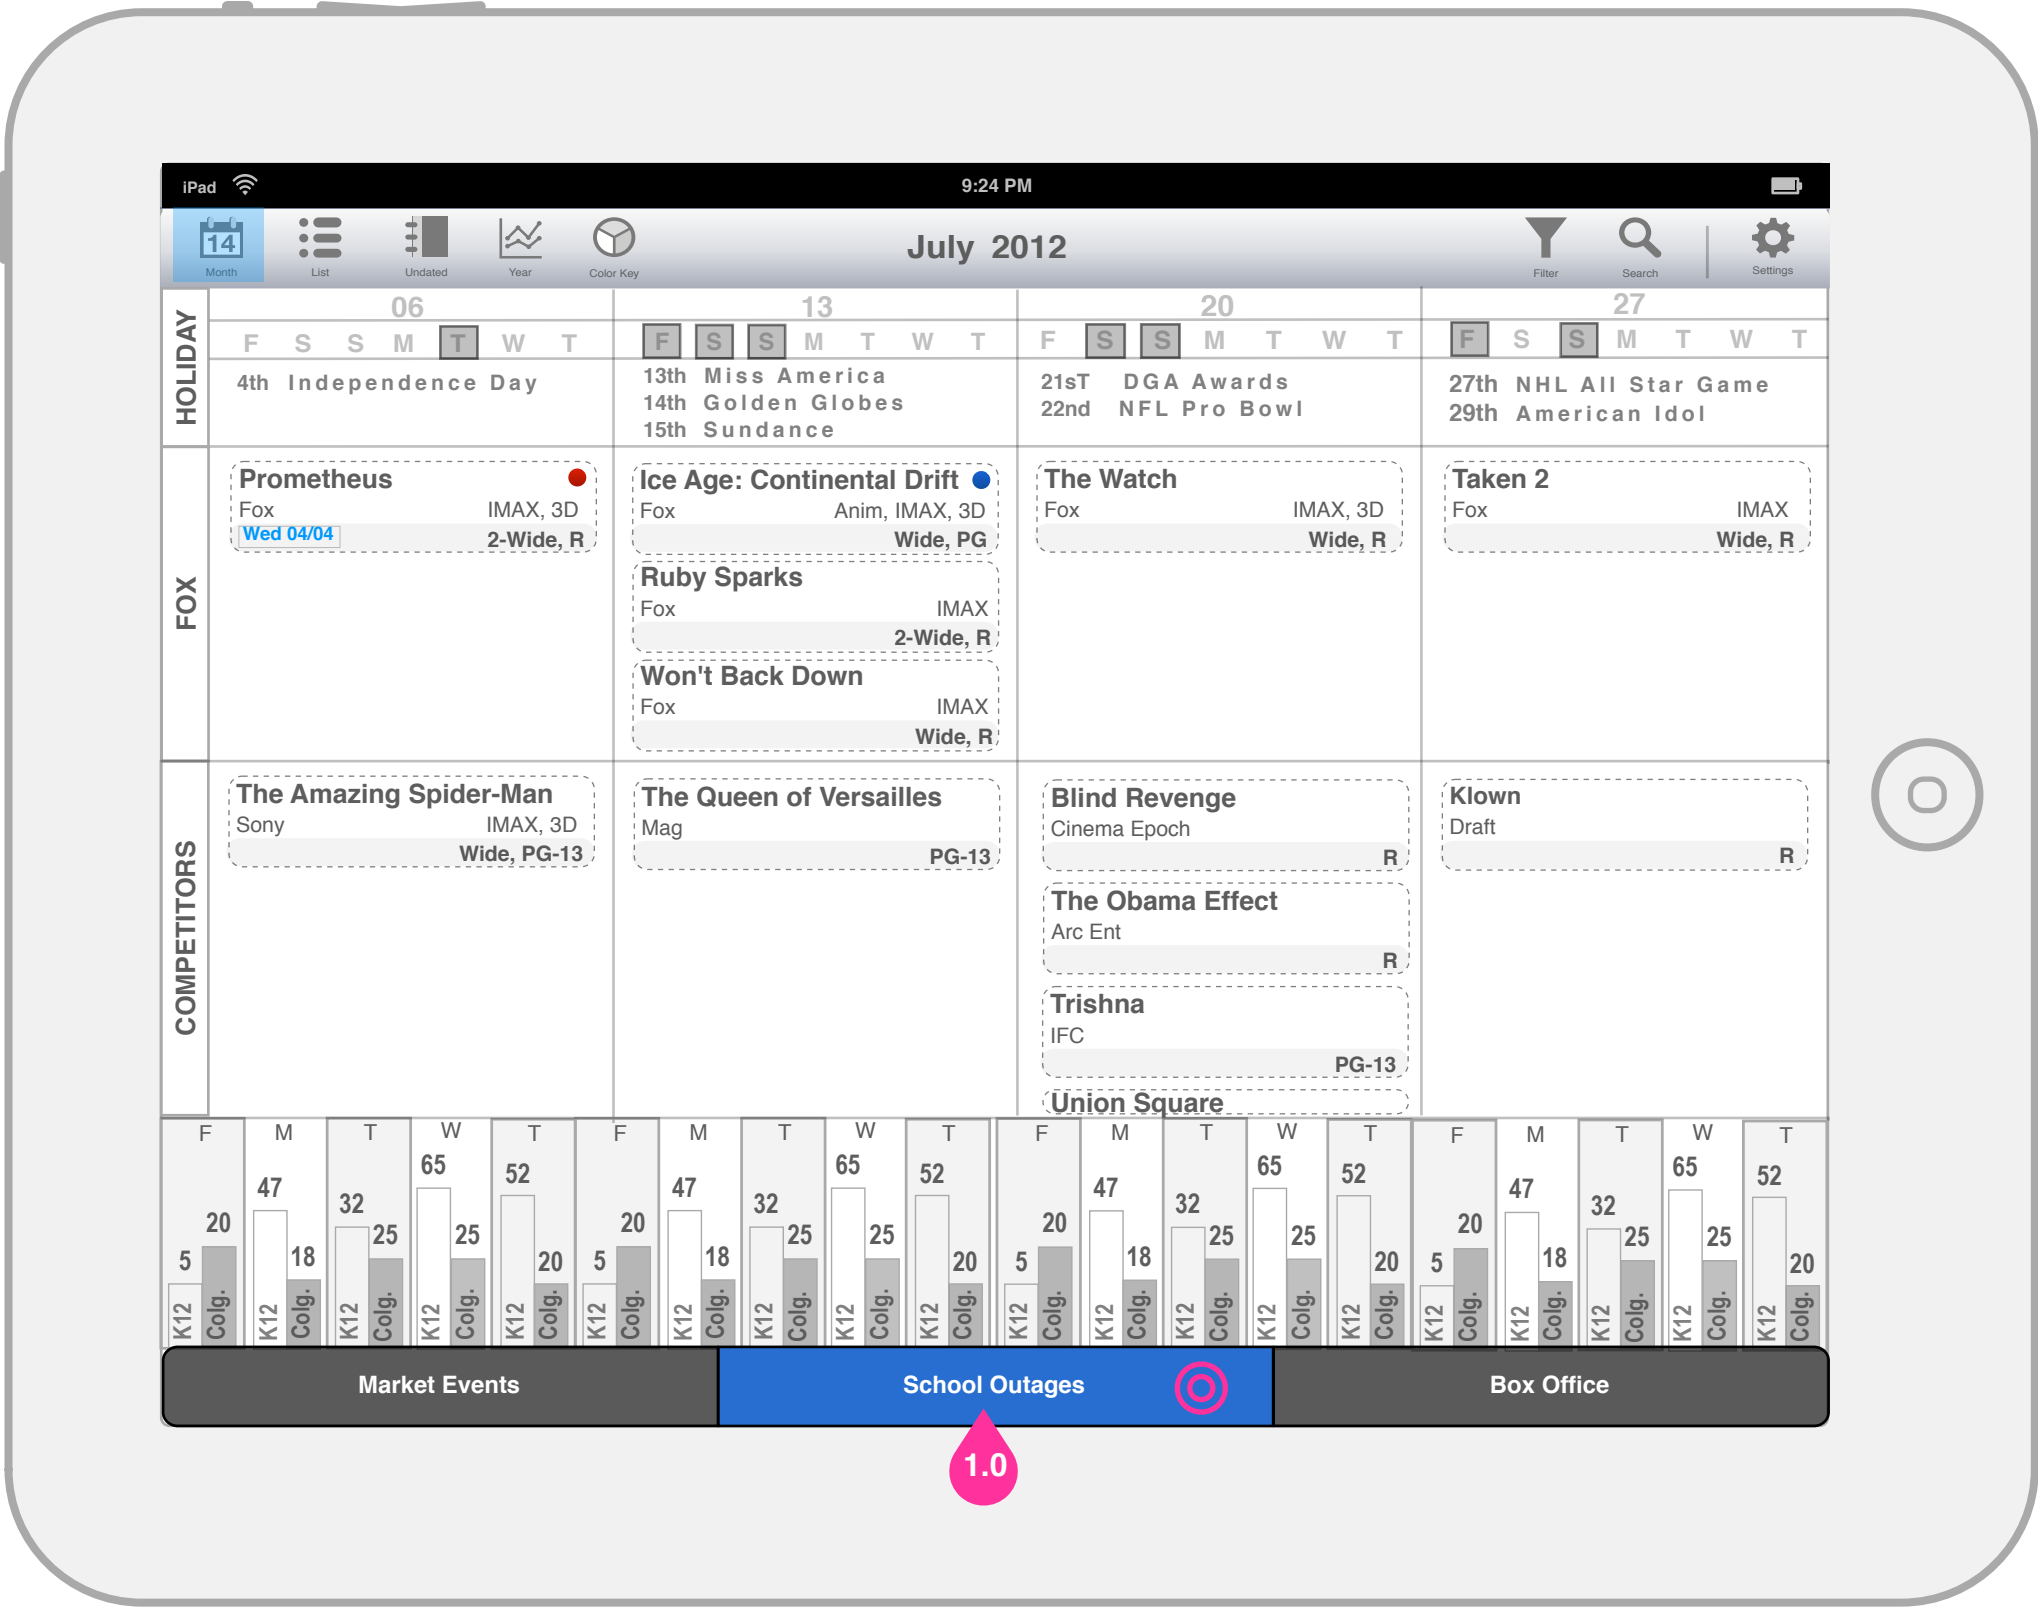 iPad 9:24 PM
14
Month List Undated Year Color Key July 2012 Filter Search Settings
HOLIDAY
06 13 20 27
F S S M T W T F S S M T W T F S S M T W T F S S M T W T
4th Independence Day
13th Miss America
14th Golden Globes
15th Sundance
21sT DGA Awards
22nd NFL Pro Bowl
27th NHL All Star Game
29th American Idol
FOX
Prometheus
Fox IMAX, 3D
Wed 04/04 2-Wide, R
Ice Age: Continental Drift
Fox Anim, IMAX, 3D
Wide, PG
Ruby Sparks
Fox IMAX
2-Wide, R
Won't Back Down
Fox IMAX
Wide, R
The Watch
Fox IMAX, 3D
Wide, R
Taken 2
Fox IMAX
Wide, R
COMPETITORS
The Amazing Spider-Man
Sony IMAX, 3D
Wide, PG-13
The Queen of Versailles
Mag
PG-13
Blind Revenge
Cinema Epoch
R
The Obama Effect
Arc Ent
R
Trishna
IFC
PG-13
Union Square
Klown
Draft
R
F M T W T F M T W T F M T W T F M T W T
5 20 47 18 32 25 65 25 52 20 5 20 47 18 32 25 65 25 52 20 5 20 47 18 32 25 65 25 52 20 5 20 47 18 32 25 65 25 52 20
K12 Colg. K12 Colg. K12 Colg. K12 Colg. K12 Colg. K12 Colg. K12 Colg. K12 Colg. K12 Colg. K12 Colg. K12 Colg. K12 Colg. K12 Colg. K12 Colg. K12 Colg. K12 Colg. K12 Colg. K12 Colg. K12 Colg. K12 Colg.
Market Events School Outages Box Office
1.0